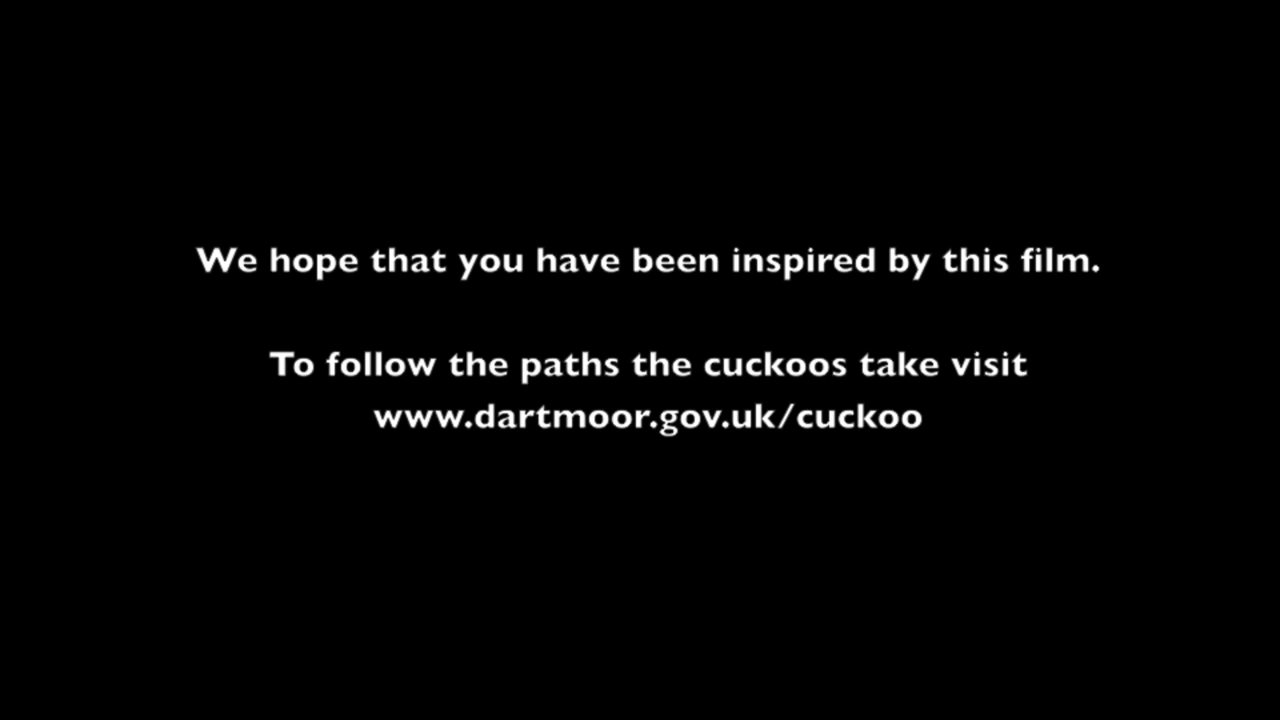 We hope that you have been inspired by this film.
To follow the paths the cuckoos take visit
www.dartmoor.gov.uk/cuckoo